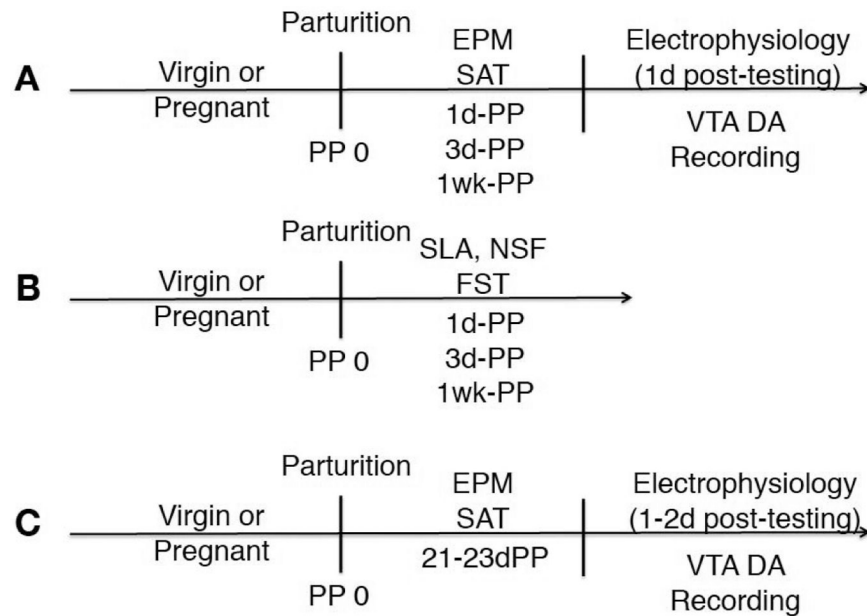 A
Virgin or
Pregnant
Parturition
PP 0
EPM
SAT
1d-PP
3d-PP
1wk-PP
Electrophysiology
(1d post-testing)
VTA DA
Recording
B
Virgin or
Pregnant
Parturition
PP 0
SLA, NSF
FST
1d-PP
3d-PP
1wk-PP
C
Virgin or
Pregnant
Parturition
PP 0
EPM
SAT
21-23dPP
Electrophysiology
(1-2d post-testing)
VTA DA
Recording